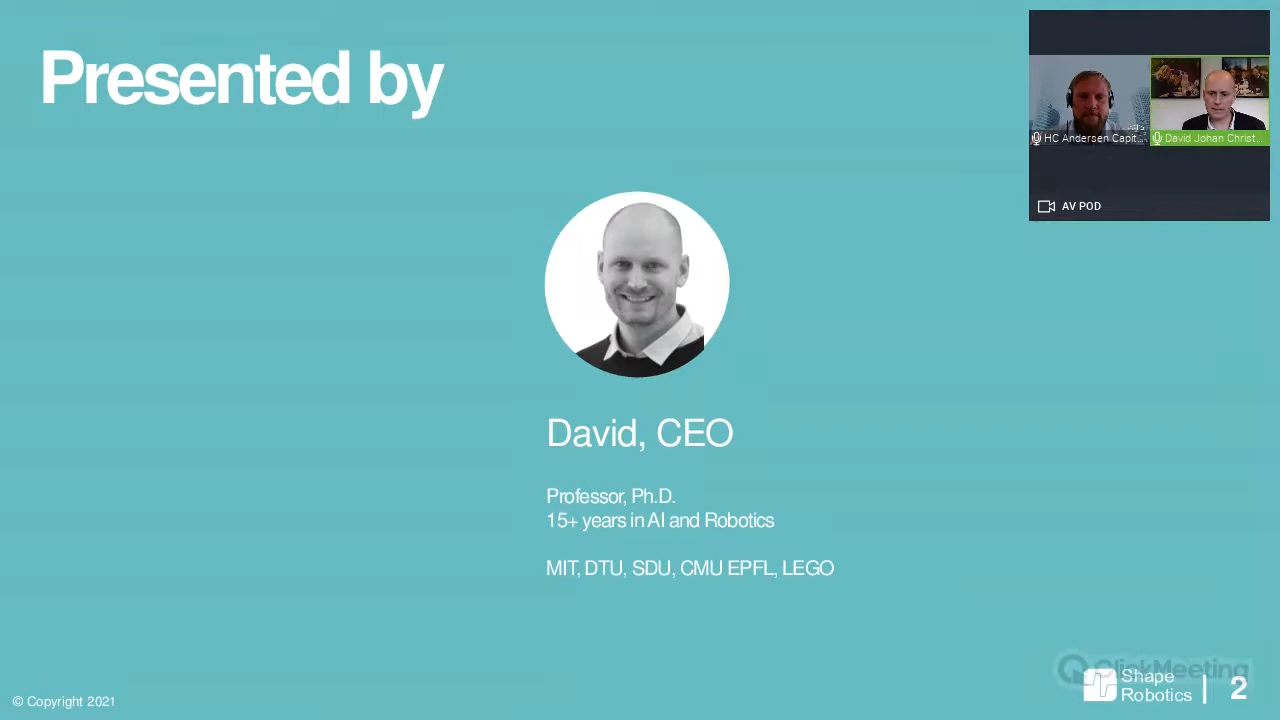 Presented by
HC Andersen Capit...
David Johan Christ...
AV POD
David, CEO
Professor, Ph.D.
15+ years in AI and Robotics
MIT, DTU, SDU, CMU EPFL, LEGO
ClickMeeting
Shape
Robotics
2
© Copyright 2021